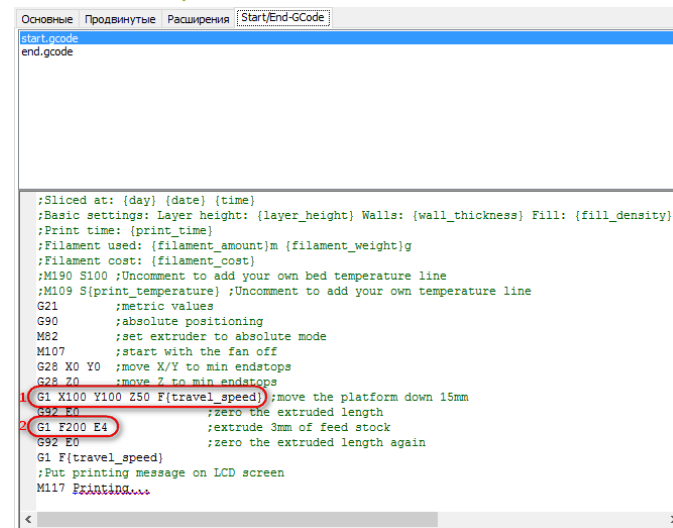 Основные Продвинутые Расширения Start/End-GCode
start.gcode
end.gcode
;Sliced at: {day} {date} {time}
;Basic settings: Layer height: {layer_height} Walls: {wall_thickness} Fill: {fill_density}
;Print time: {print_time}
;Filament used: {filament_amount}m {filament_weight}g
;Filament cost: {filament_cost}
;M190 S100 ;Uncomment to add your own bed temperature line
;M109 S{print_temperature} ;Uncomment to add your own temperature line
G21 ;metric values
G90 ;absolute positioning
M82 ;set extruder to absolute mode
M107 ;start with the fan off
G28 X0 Y0 ;move X/Y to min endstops
G28 Z0 ;move Z to min endstops
1 G1 X100 Y100 Z50 F{travel_speed} ;move the platform down 15mm
G92 E0 ;zero the extruded length
2 G1 F200 E4 ;extrude 3mm of feed stock
G92 E0 ;zero the extruded length again
G1 F{travel_speed}
;Put printing message on LCD screen
M117 Printing...